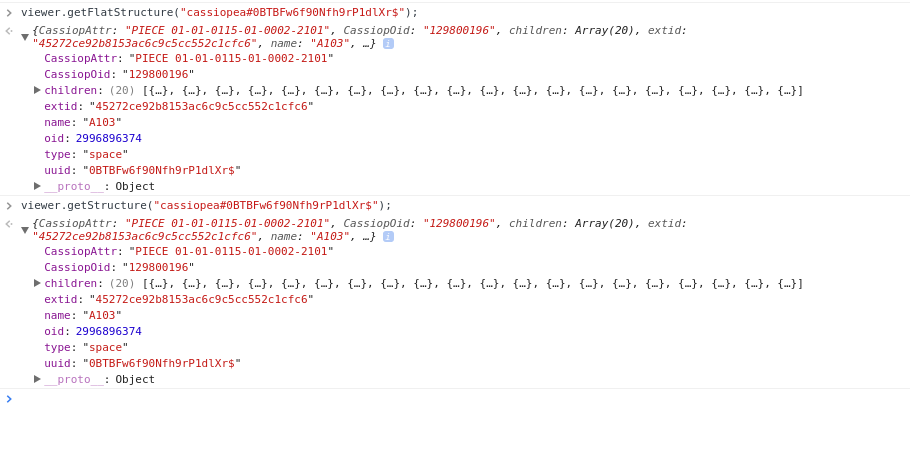 > viewer.getFlatStructure("cassiopea#0BTBFw6f90Nfh9rP1dlXr$");
{CassiopAttr: "PIECE 01-01-0115-01-0002-2101", CassiopOid: "129800196", children: Array(20), extid:
"45272ce92b8153ac6c9c5cc552c1cfc6", name: "A103", …} i
CassiopAttr: "PIECE 01-01-0115-01-0002-2101"
CassiopOid: "129800196"
children: (20) [{…}, {…}, {…}, {…}, {…}, {…}, {…}, {…}, {…}, {…}, {…}, {…}, {…}, {…}, {…}, {…}, {…}, {…}, {…}, {…}]
extid: "45272ce92b8153ac6c9c5cc552c1cfc6"
name: "A103"
oid: 2996896374
type: "space"
uuid: "0BTBFw6f90Nfh9rP1dlXr$"
__proto__: Object
> viewer.getStructure("cassiopea#0BTBFw6f90Nfh9rP1dlXr$");
{CassiopAttr: "PIECE 01-01-0115-01-0002-2101", CassiopOid: "129800196", children: Array(20), extid:
"45272ce92b8153ac6c9c5cc552c1cfc6", name: "A103", …} i
CassiopAttr: "PIECE 01-01-0115-01-0002-2101"
CassiopOid: "129800196"
children: (20) [{…}, {…}, {…}, {…}, {…}, {…}, {…}, {…}, {…}, {…}, {…}, {…}, {…}, {…}, {…}, {…}, {…}, {…}, {…}, {…}]
extid: "45272ce92b8153ac6c9c5cc552c1cfc6"
name: "A103"
oid: 2996896374
type: "space"
uuid: "0BTBFw6f90Nfh9rP1dlXr$"
__proto__: Object
>